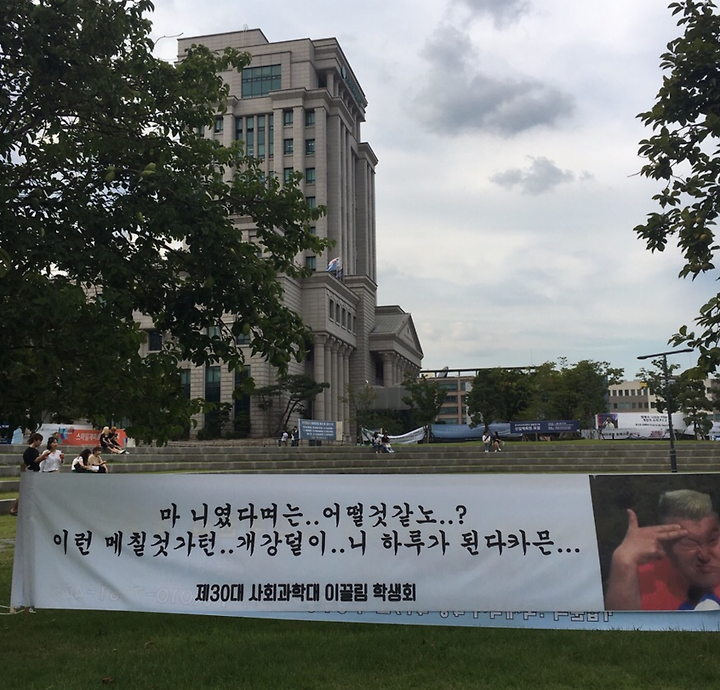 마 니였다며는..어떨것갈노..?
이런 메칠것가턴..개강덜이..니 하루가 된다카믄...
제30대 사회과학대 이끌림 학생회